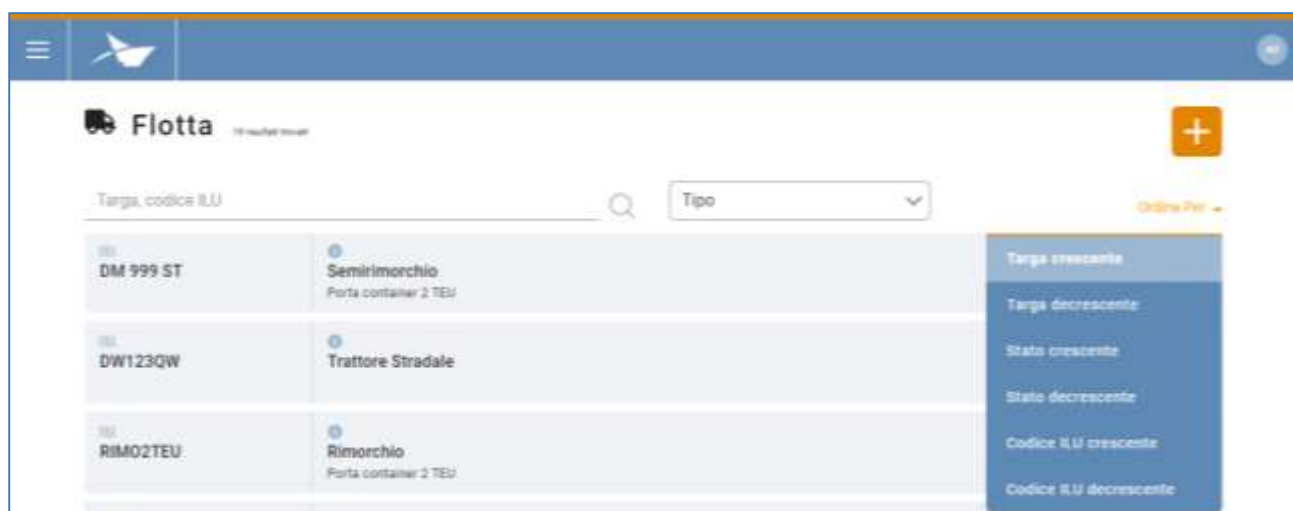 Flotta
Targa, codice ILU
Tipo
Ordina Per
DM 999 ST
Semirimorchio
Porta container 2 TEU
DW123QW
Trattore Stradale
RIMO2TEU
Rimorchio
Porta container 2 TEU
Targa crescente
Targa decrescente
Stato crescente
Stato decrescente
Codice ILU crescente
Codice ILU decrescente